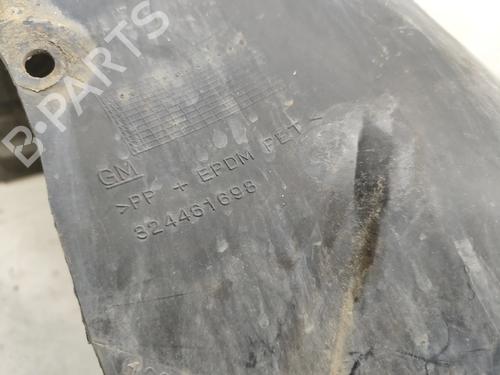 B-PARTS
GM
>PP + EPDM PET<
324461698